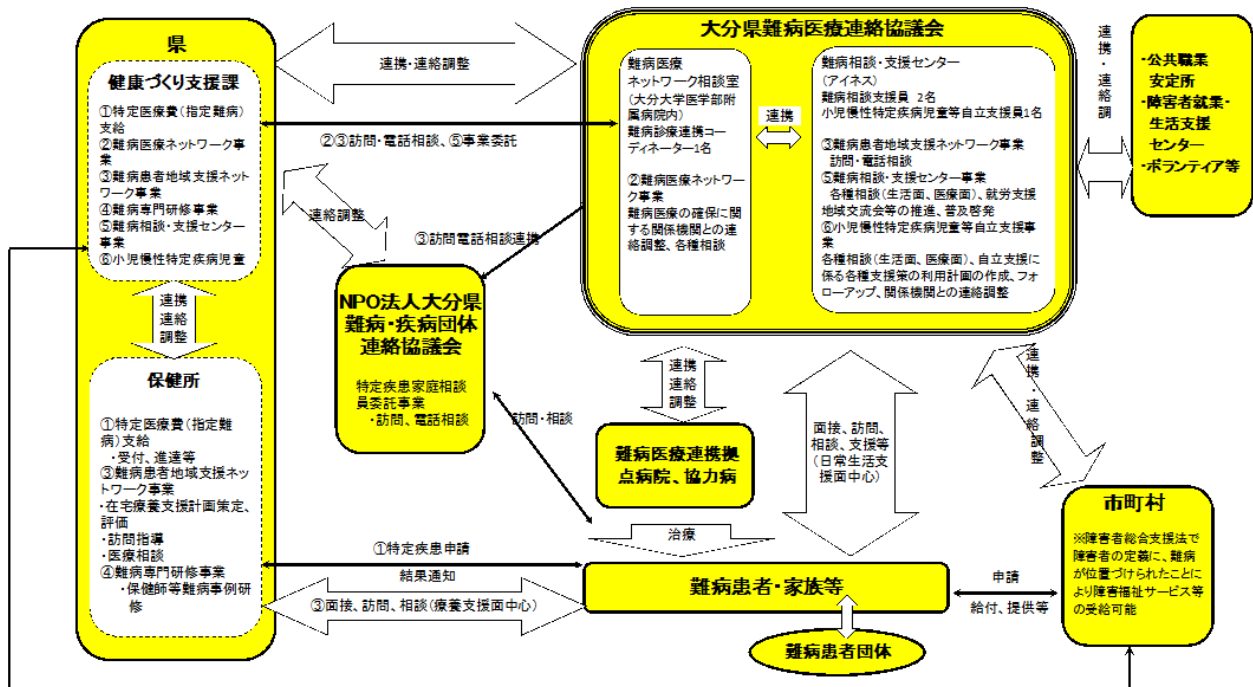 県
健康づくり支援課
①特定医療費(指定難病)
支給
②難病医療ネットワーク事
業
③難病患者地域支援ネット
ワーク事業
④難病専門研修事業
⑤難病相談・支援センター
事業
⑥小児慢性特定疾病児童
連携
連絡
調整
保健所
①特定医療費(指定難
病)支給
・受付、進達等
③難病患者地域支援ネッ
トワーク事業
・在宅療養支援計画策定、
評価
・訪問指導
・医療相談
④難病専門研修事業
・保健師等難病事例研
修
連携・連絡調整
②③訪問・電話相談、⑤事業委託
連絡調整
③訪問電話相談連携
NPO法人大分県
難病・疾病団体
連絡協議会
特定疾患家庭相談
員委託事業
・訪問、電話相談
訪問・相談
大分県難病医療連絡協議会
難病医療
ネットワーク相談室
(大分大学医学部附
属病院内)
難病診療連携コー
ディネーター1名
②難病医療ネットワー
ク事業
難病医療の確保に関
する関係機関との連
絡調整、各種相談
連携
難病相談・支援センター
(アイネス)
難病相談支援員 2名
小児慢性特定疾病児童等自立支援員1名
③難病患者地域支援ネットワーク事業
訪問・電話相談
⑤難病相談・支援センター事業
各種相談(生活面、医療面)、就労支援
地域交流会等の推進、普及啓発
⑥小児慢性特定疾病児童等自立支援事
業
各種相談(生活面、医療面)、自立支援に
係る各種支援策の利用計画の作成、フォ
ローアップ、関係機関との連絡調整
連携・連絡調
・公共職業
安定所
・障害者就業・
生活支援
センター
・ボランティア等
連携
連絡
調整
難病医療連携拠
点病院、協力病
治療
面接、訪問、
相談、支援等
(日常生活支
援面中心)
連携・連絡調整
市町村
※障害者総合支援法で
障害者の定義に、難病
が位置づけられたことに
より障害福祉サービス等
の受給可能
①特定疾患申請
結果通知
③面接、訪問、相談(療養支援面中心)
難病患者・家族等
申請
給付、提供等
難病患者団体